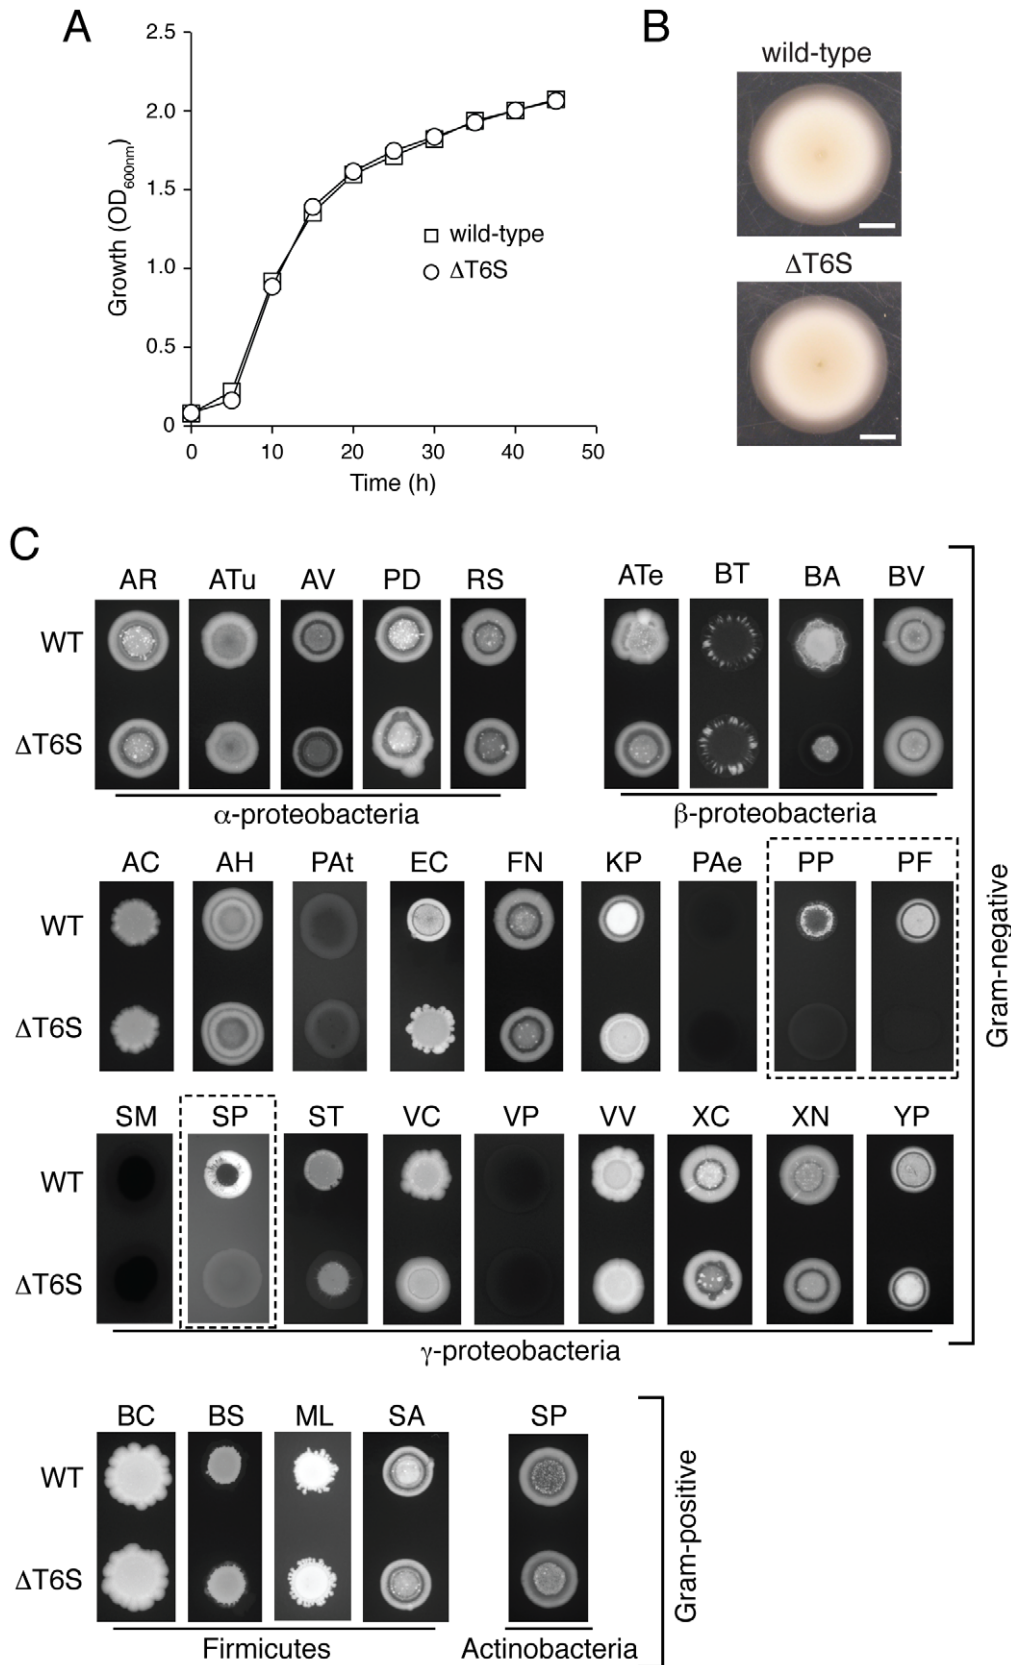 A
2.5
2.0
1.5
1.0
0.5
0
Growth (OD600nm)
wild-type
ΔT6S
0 10 20 30 40 50
Time (h)
B
wild-type
ΔT6S
C
AR ATu AV PD RS ATe BT BA BV
WT
ΔT6S
α-proteobacteria β-proteobacteria
AC AH PAt EC FN KP PAe PP PF
WT
ΔT6S
Gram-negative
SM SP ST VC VP VV XC XN YP
WT
ΔT6S
γ-proteobacteria
BC BS ML SA SP
WT
ΔT6S
Gram-positive
Firmicutes Actinobacteria